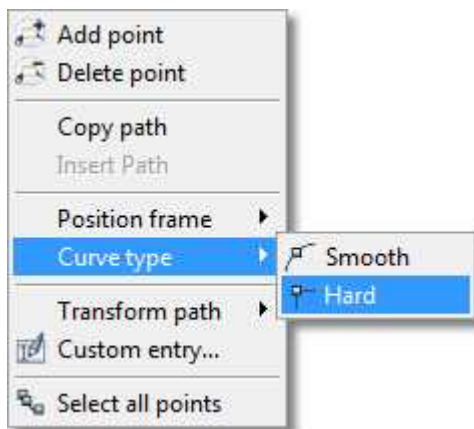 Add point
Delete point
Copy path
Insert Path
Position frame
Curve type
Smooth
Hard
Transform path
Custom entry...
Select all points